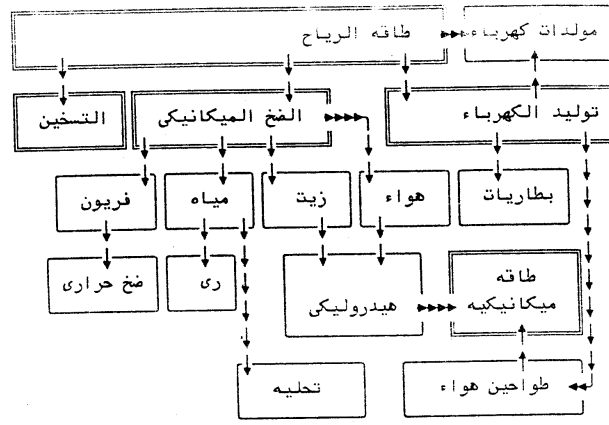 مولدات كهرباء
طاقه الرياح
توليد الكهرباء
الضخ الميكانيكى
التسخين
بطاريات
هواء
زيت
مياه
فريون
طاقه
ميكانيكيه
هيدروليكى
رى
ضخ حرارى
طواحين هواء
تحليه